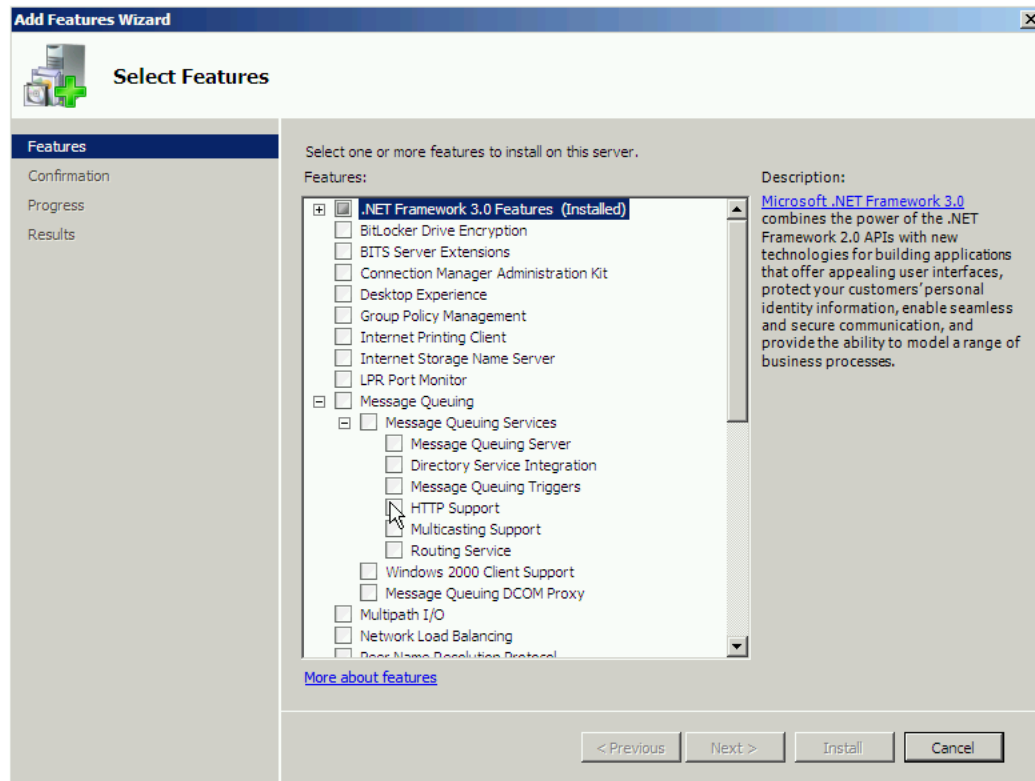 Add Features Wizard
Select Features
Features
Confirmation
Progress
Results
Select one or more features to install on this server.
Features:
.NET Framework 3.0 Features (Installed)
BitLocker Drive Encryption
BITS Server Extensions
Connection Manager Administration Kit
Desktop Experience
Group Policy Management
Internet Printing Client
Internet Storage Name Server
LPR Port Monitor
Message Queuing
Message Queuing Services
Message Queuing Server
Directory Service Integration
Message Queuing Triggers
HTTP Support
Multicasting Support
Routing Service
Windows 2000 Client Support
Message Queuing DCOM Proxy
Multipath I/O
Network Load Balancing
Peer Name Resolution Protocol
More about features
Description:
Microsoft .NET Framework 3.0
combines the power of the .NET
Framework 2.0 APIs with new
technologies for building applications
that offer appealing user interfaces,
protect your customers' personal
identity information, enable seamless
and secure communication, and
provide the ability to model a range of
business processes.
< Previous
Next >
Install
Cancel